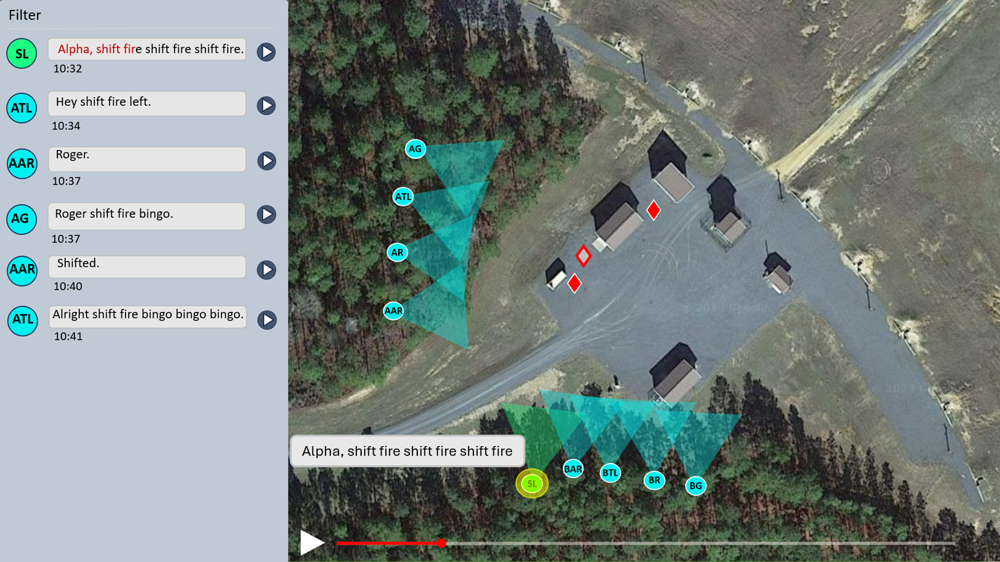 Filter
SL
Alpha, shift fire shift fire shift fire.
10:32
ATL
Hey shift fire left.
10:34
AAR
Roger.
10:37
AG
Roger shift fire bingo.
10:37
AAR
Shifted.
10:40
ATL
Alright shift fire bingo bingo bingo.
10:41
AG
ATL
AR
AAR
Alpha, shift fire shift fire shift fire
SL
BAR
BTL
BR
BG